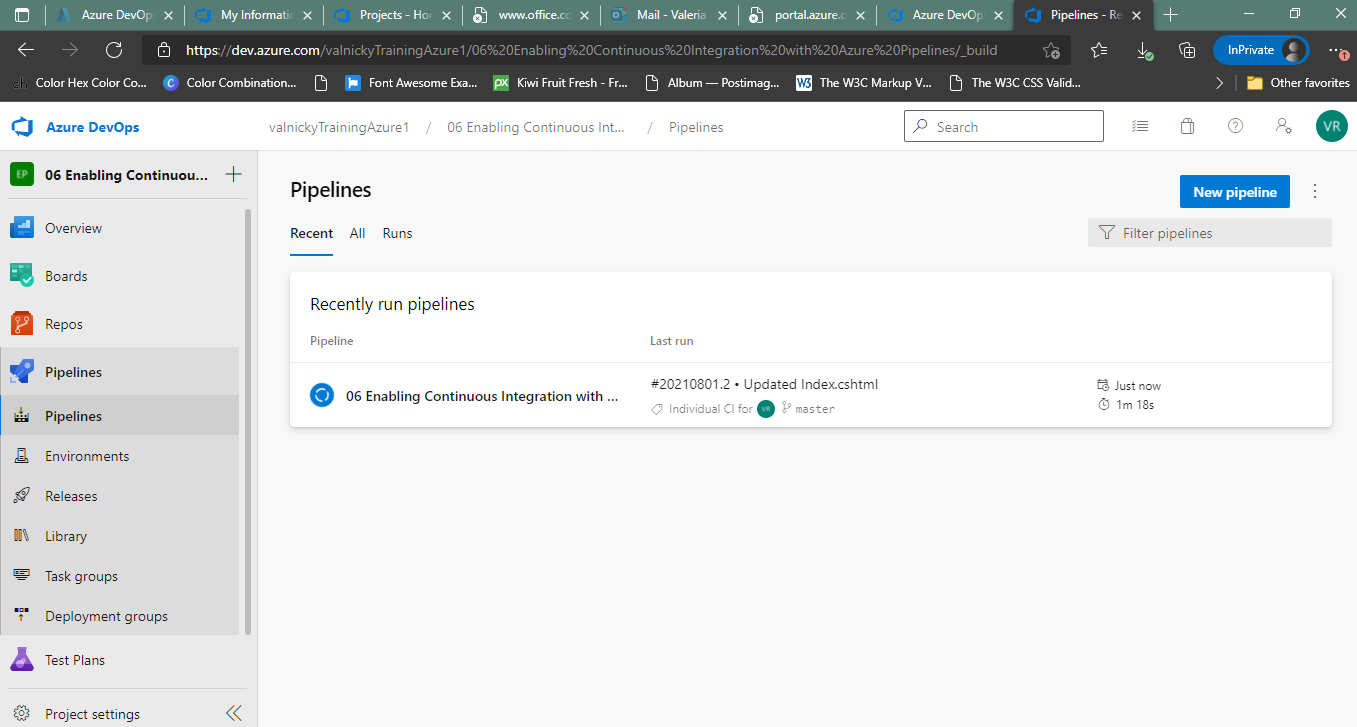 Azure DevOp
My Informatio
Projects - Ho
www.office.co
Mail - Valeria
portal.azure.c
Azure DevOp
Pipelines - Re
https://dev.azure.com/valnickyTrainingAzure1/06%20Enabling%20Continuous%20Integration%20with%20Azure%20Pipelines/_build
InPrivate
ch Color Hex Color Co...
C Color Combination...
Font Awesome Exa...
px Kiwi Fruit Fresh - Fr...
Album — Postimag...
W3 The W3C Markup V...
The W3C CSS Valid...
Other favorites
Azure DevOps
valnickyTrainingAzure1 / 06 Enabling Continuous Int... / Pipelines
Search
VR
EP 06 Enabling Continuou...
Overview
Boards
Repos
Pipelines
Pipelines
Environments
Releases
Library
Task groups
Deployment groups
Test Plans
Project settings
Pipelines
New pipeline
Recent All Runs
Filter pipelines
Recently run pipelines
Pipeline Last run
06 Enabling Continuous Integration with ...
#20210801.2 • Updated Index.cshtml
Individual CI for VR master
Just now
1m 18s